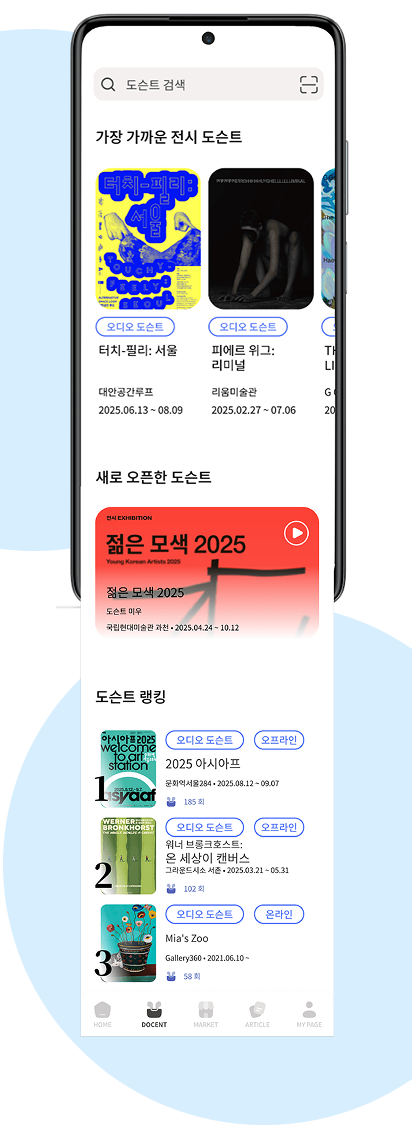 도슨트 검색
가장 가까운 전시 도슨트
터치-필리:
서울
TOUCHY-
FEELY:
SEOUL
오디오 도슨트
오디오 도슨트
터치-필리: 서울
피에르 위그:
리미널
TH
LI
대안공간루프
리움미술관
G
2025.06.13 ~ 08.09
2025.02.27 ~ 07.06
20
새로 오픈한 도슨트
전시 EXHIBITION
젊은 모색 2025
Young Korean Artists 2025
젊은 모색 2025
도슨트 미우
국립현대미술관 과천 • 2025.04.24 ~ 10.12
도슨트 랭킹
아시아프2025
welcome
to art
station
asyaaf
1
오디오 도슨트
오프라인
2025 아시아프
문화역서울284 • 2025.08.12 ~ 09.07
185 회
WERNER
BRONKHORST
2
오디오 도슨트
오프라인
워너 브롱크호스트:
온 세상이 캔버스
그라운드시소 서촌 • 2025.03.21 ~ 05.31
102 회
3
오디오 도슨트
온라인
Mia's Zoo
Gallery360 • 2021.06.10 ~
58 회
HOME
DOCENT
MARKET
ARTICLE
MY PAGE